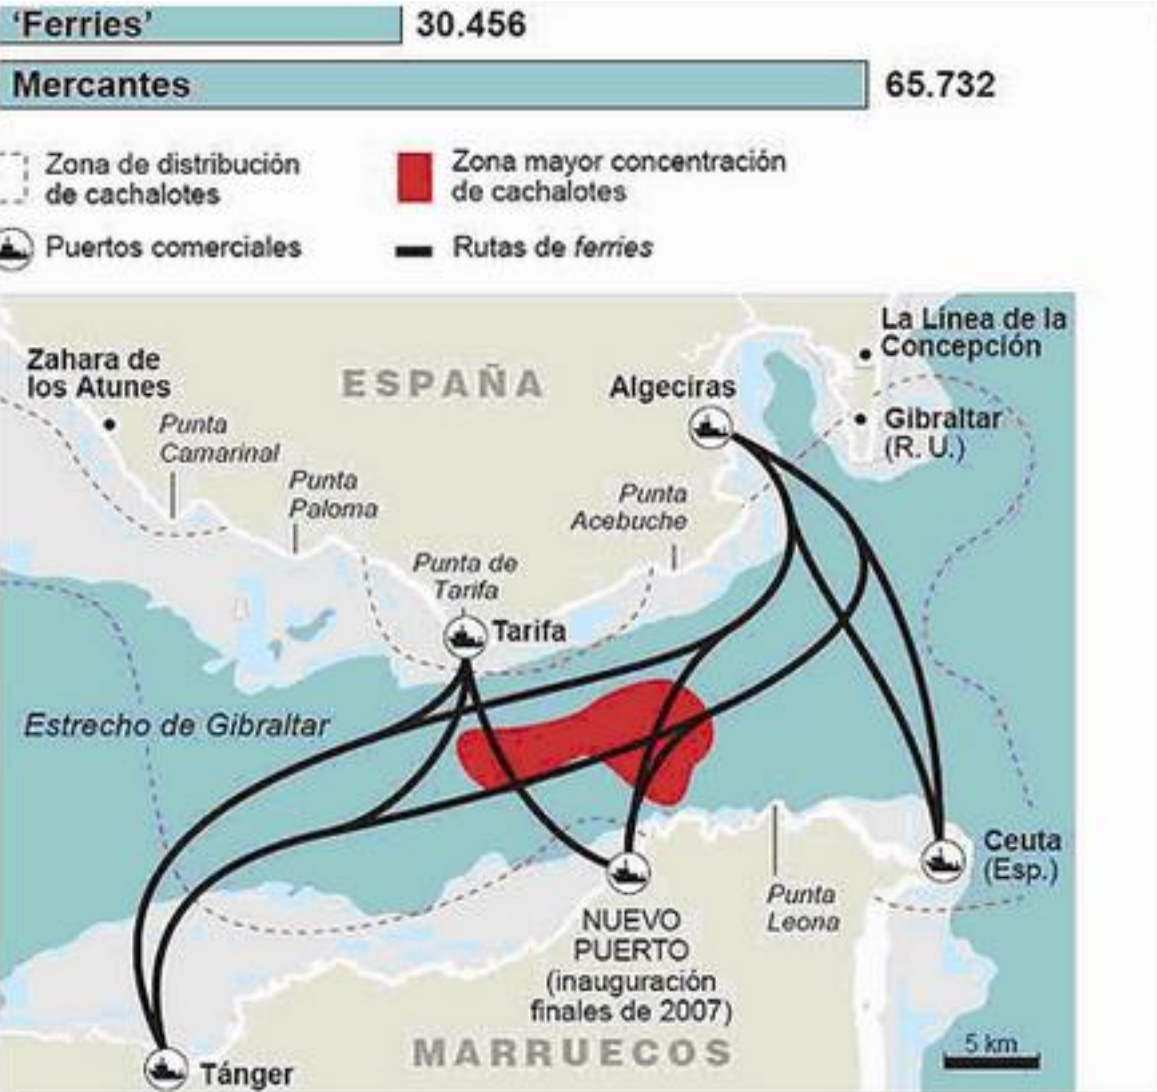 ‘Ferries’ 30.456
Mercantes 65.732
Zona de distribución
de cachalotes
Zona mayor concentración
de cachalotes
Puertos comerciales
Rutas de ferries
La Línea de la
Concepción
Zahara de
los Atunes
ESPAÑA
Algeciras
Gibraltar
(R. U.)
Punta
Camarinal
Punta
Paloma
Punta
Acebuche
Punta de
Tarifa
Tarifa
Estrecho de Gibraltar
Ceuta
(Esp.)
Punta
Leona
NUEVO
PUERTO
(inauguración
finales de 2007)
MARRUECOS
5 km
Tánger